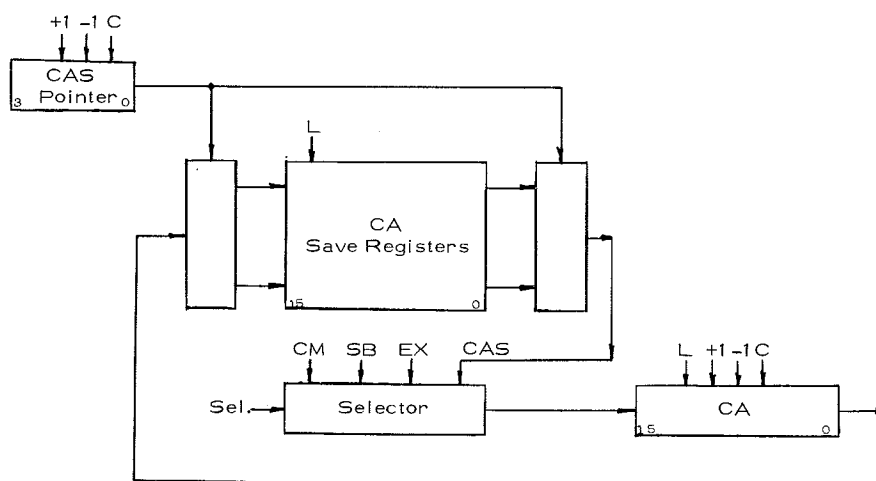 +1 -1 C
CAS
Pointer
3 0
L
CA
Save Registers
15 0
CM SB EX CAS
L +1 -1 C
Sel.
Selector
CA
15 0